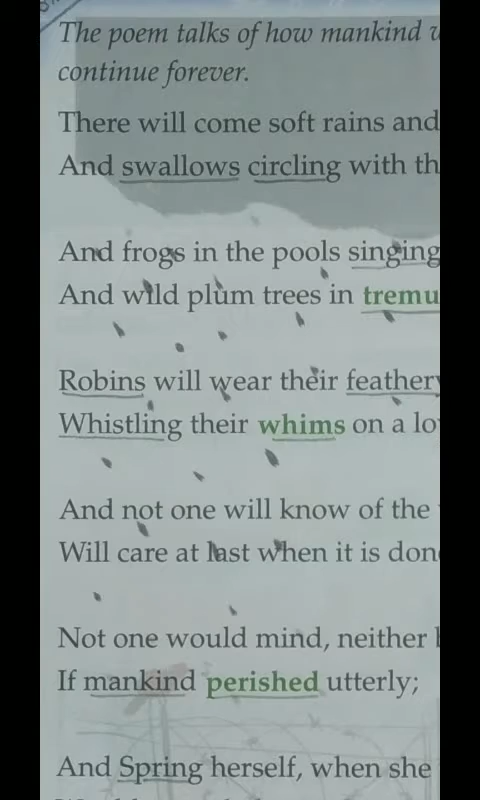 The poem talks of how mankind
continue forever.
There will come soft rains and
And swallows circling with th
And frogs in the pools singing
And wild plum trees in tremu
Robins will wear their feathery
Whistling their whims on a lo
And not one will know of the
Will care at last when it is don
Not one would mind, neither
If mankind perished utterly;
And Spring herself, when she